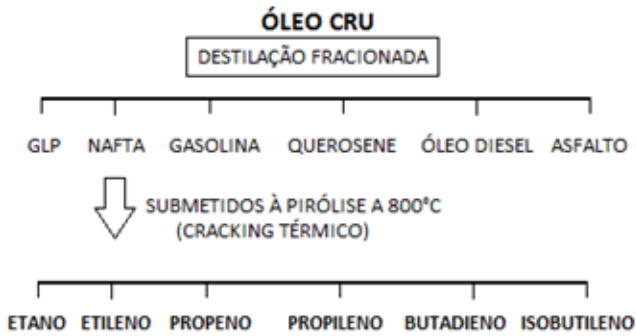 ÓLEO CRU
DESTILAÇÃO FRACIONADA
GLP NAFTA GASOLINA QUEROSENE ÓLEO DIESEL ASFALTO
SUBMETIDOS À PIRÓLISE A 800°C
(CRACKING TÉRMICO)
ETANO ETILENO PROPENO PROPILENO BUTADIENO ISOBUTILENO